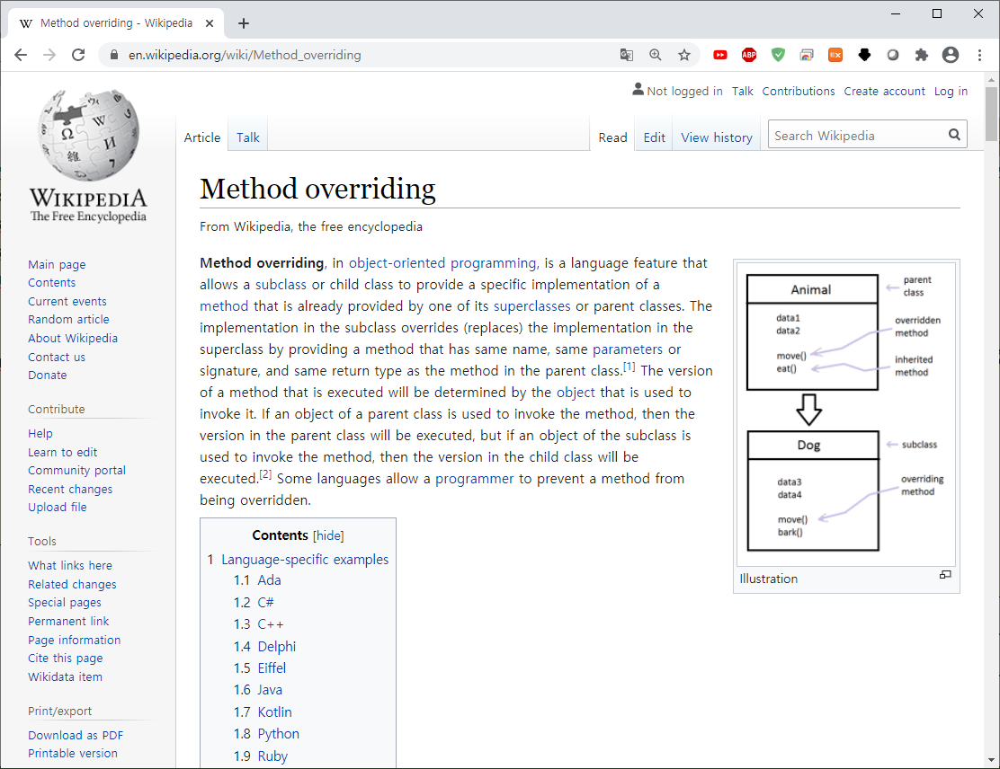 Method overriding - Wikipedia
en.wikipedia.org/wiki/Method_overriding
ABP
Not logged in Talk Contributions Create account Log in
Article Talk Read Edit View history Search Wikipedia
WIKIPEDIA
The Free Encyclopedia
Main page
Contents
Current events
Random article
About Wikipedia
Contact us
Donate
Contribute
Help
Learn to edit
Community portal
Recent changes
Upload file
Tools
What links here
Related changes
Special pages
Permanent link
Page information
Cite this page
Wikidata item
Print/export
Download as PDF
Printable version
Method overriding
From Wikipedia, the free encyclopedia
Method overriding, in object-oriented programming, is a language feature that
allows a subclass or child class to provide a specific implementation of a
method that is already provided by one of its superclasses or parent classes. The
implementation in the subclass overrides (replaces) the implementation in the
superclass by providing a method that has same name, same parameters or
signature, and same return type as the method in the parent class.[1] The version
of a method that is executed will be determined by the object that is used to
invoke it. If an object of a parent class is used to invoke the method, then the
version in the parent class will be executed, but if an object of the subclass is
used to invoke the method, then the version in the child class will be
executed.[2] Some languages allow a programmer to prevent a method from
being overridden.
Contents [hide]
1 Language-specific examples
1.1 Ada
1.2 C#
1.3 C++
1.4 Delphi
1.5 Eiffel
1.6 Java
1.7 Kotlin
1.8 Python
1.9 Ruby
Animal
data1
data2
move()
eat()
parent
class
overridden
method
inherited
method
Dog
data3
data4
move()
bark()
subclass
overriding
method
Illustration